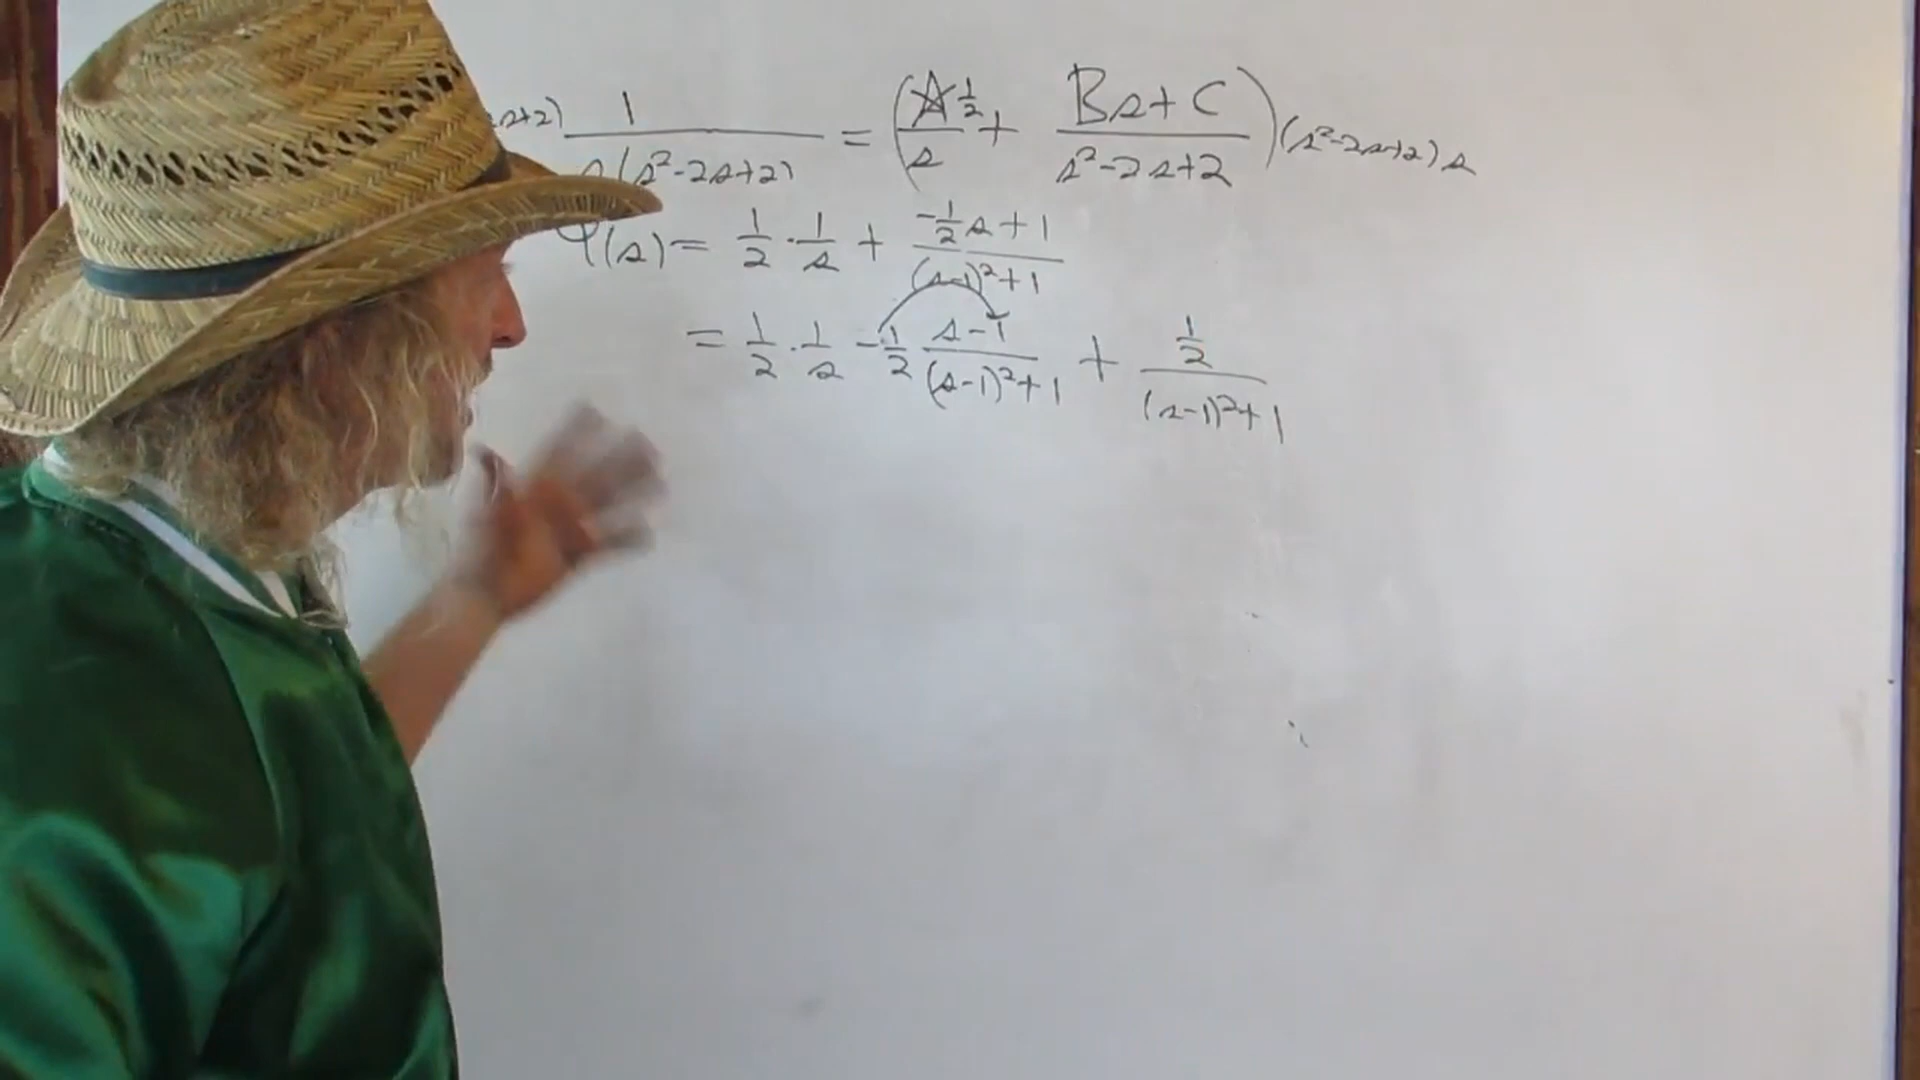 s+2) 1/(s(s²-2s+2)) = (A ½/s + (Bs+C)/(s²-2s+2))(s²-2s+2)s
Y(s) = ½·1/s + (-½s+1)/((s-1)²+1)
= ½·1/s - ½ (s-1)/((s-1)²+1) + ½/((s-1)²+1)